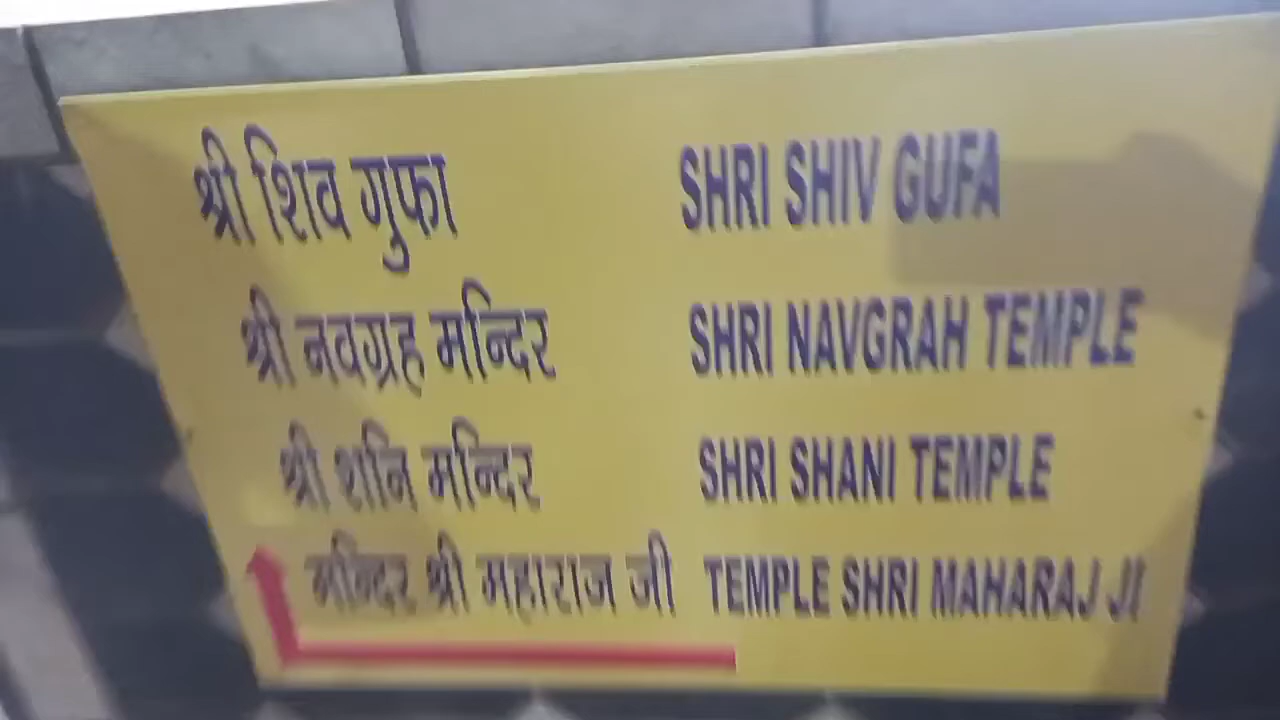 श्री शिव गुफा SHRI SHIV GUFA
श्री नवग्रह मन्दिर SHRI NAVGRAH TEMPLE
श्री शनि मन्दिर SHRI SHANI TEMPLE
मन्दिर श्री महाराज जी TEMPLE SHRI MAHARAJ JI